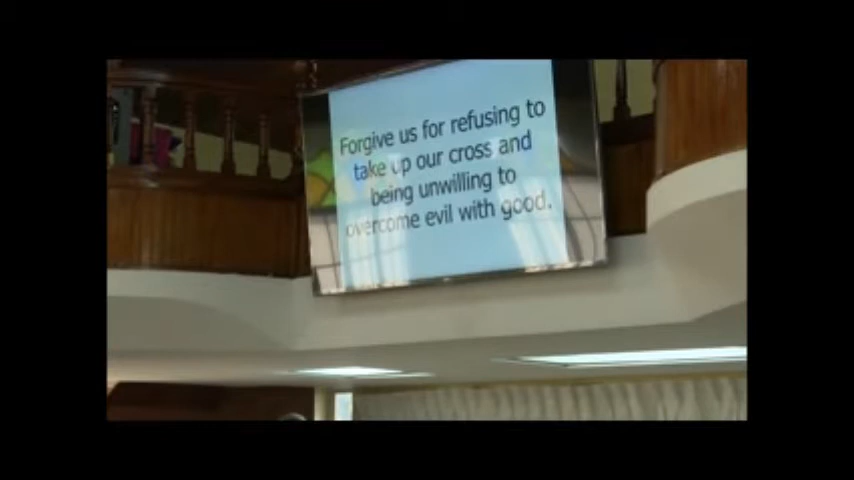 Forgive us for refusing to
take up our cross and
being unwilling to
overcome evil with good.